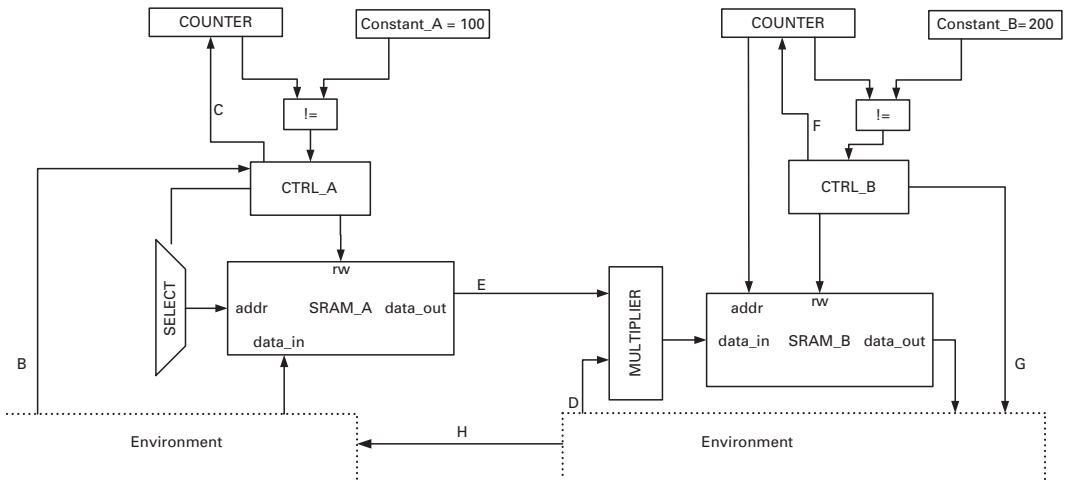 COUNTER
Constant_A = 100
COUNTER
Constant_B= 200
C
!=
F
!=
CTRL_A
CTRL_B
SELECT
rw
addr
SRAM_A
data_out
data_in
E
MULTIPLIER
rw
addr
data_in
SRAM_B
data_out
B
D
G
Environment
H
Environment